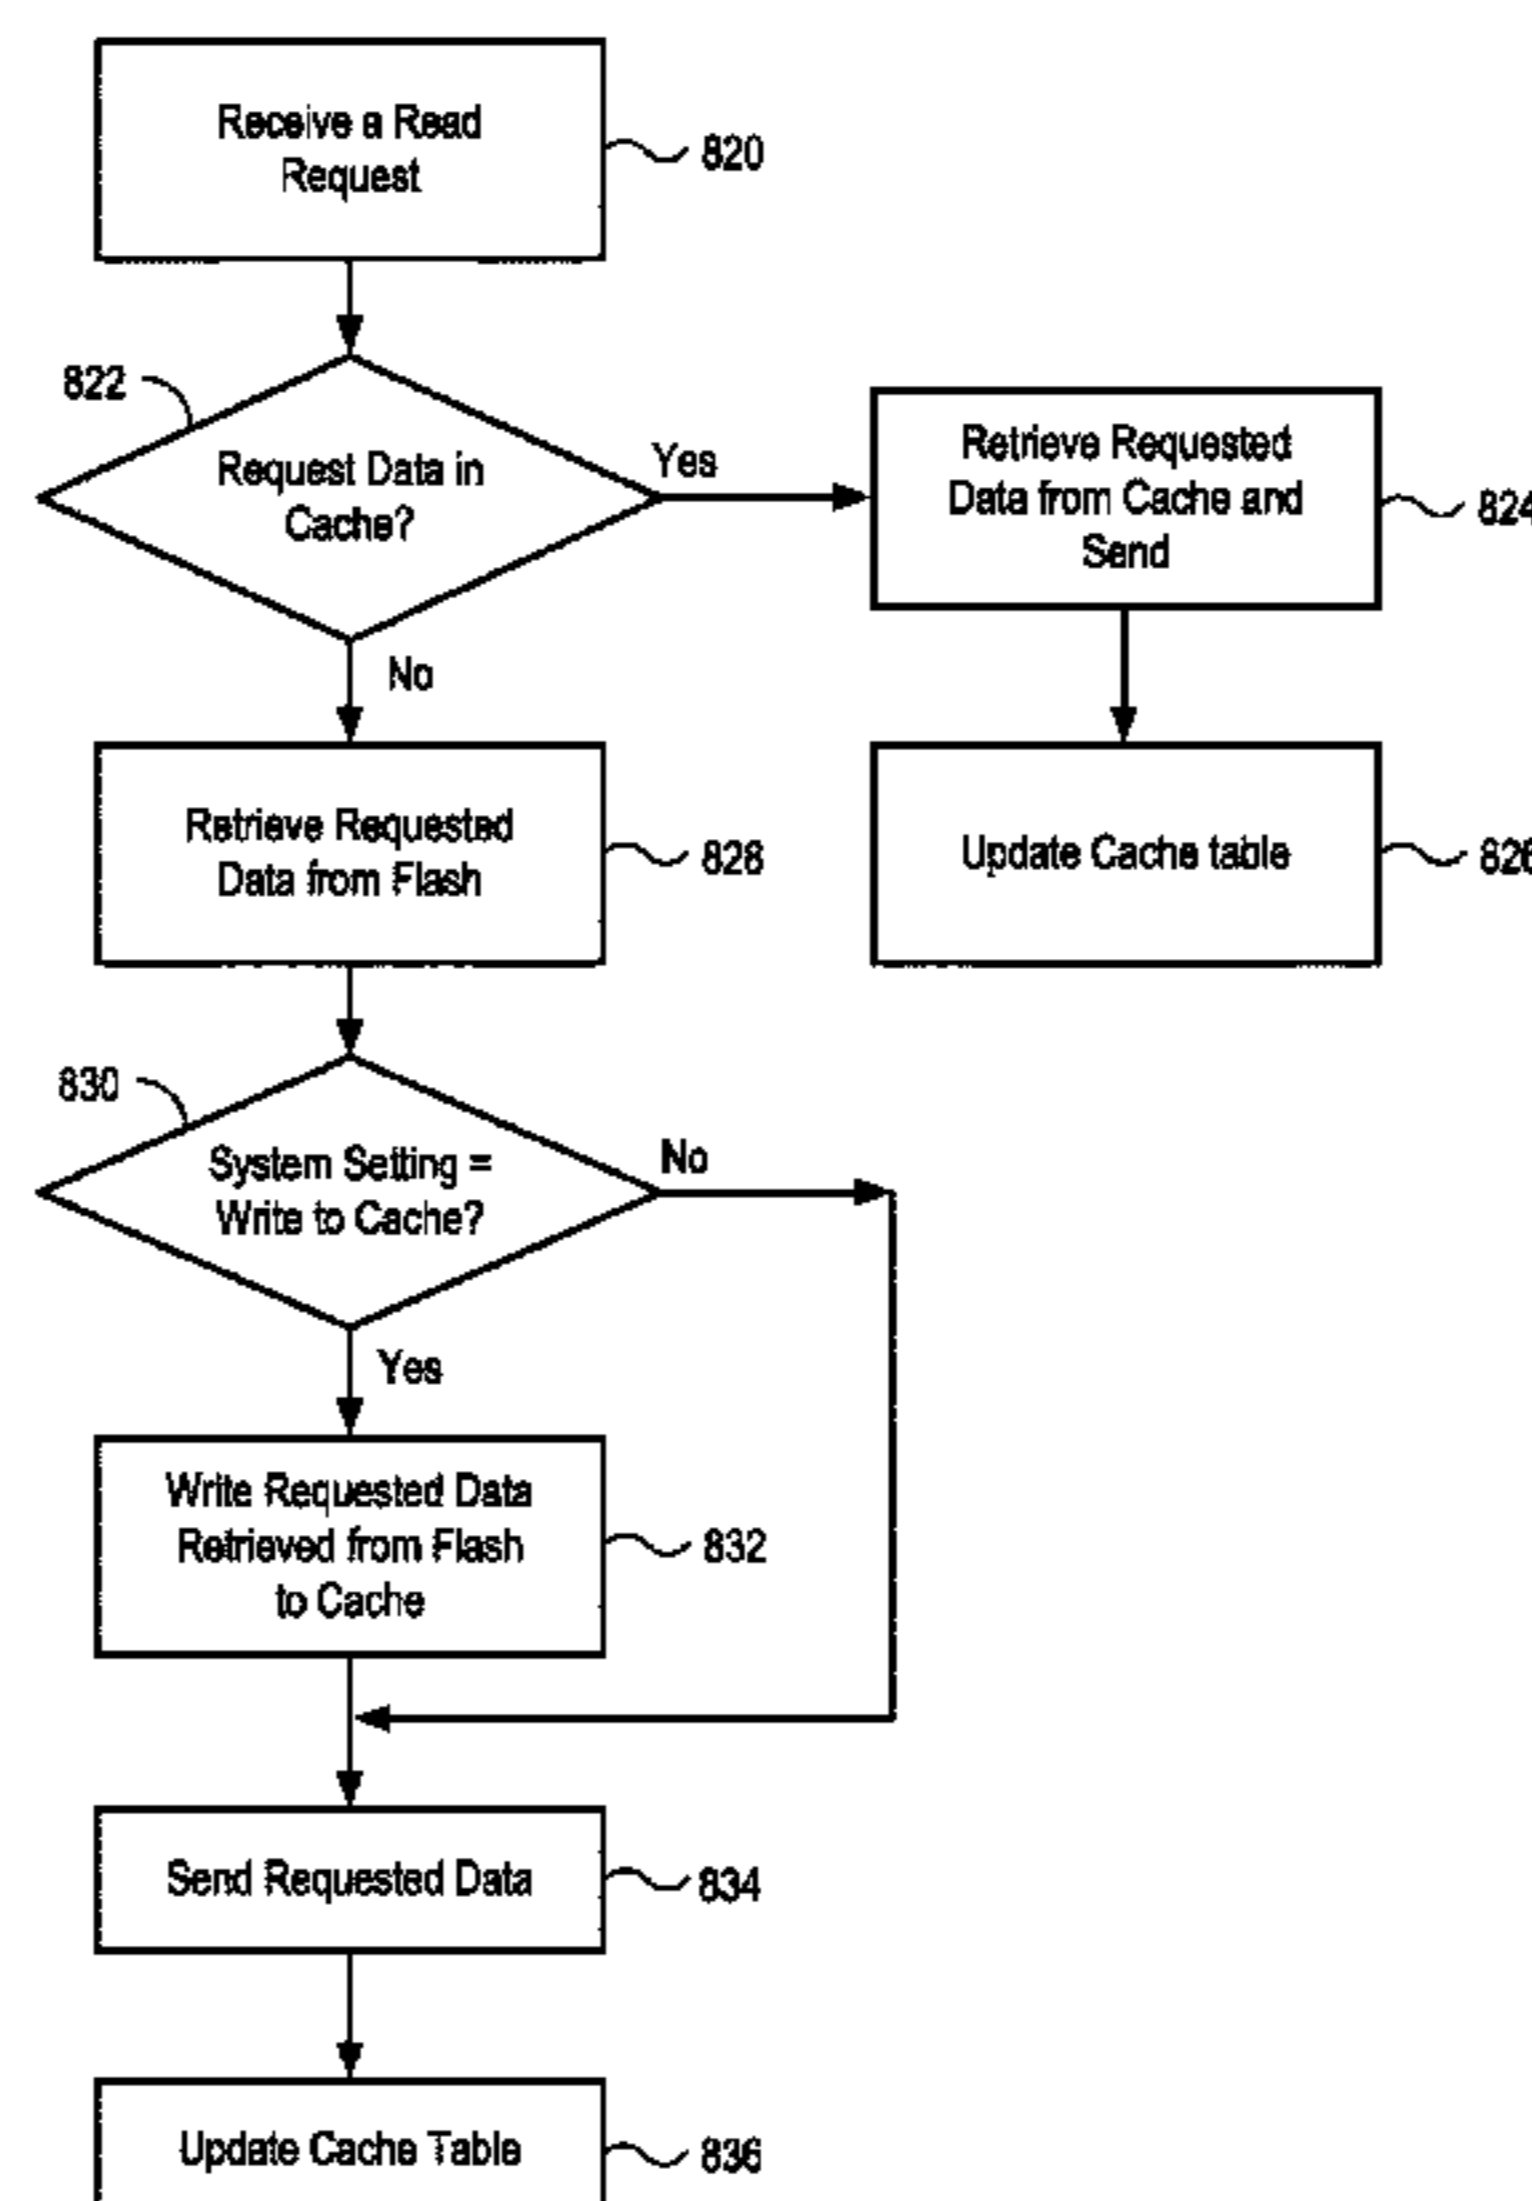 Receive a Read
Request
820
822
Request Data in
Cache?
Yes
Retrieve Requested
Data from Cache and
Send
824
No
Retrieve Requested
Data from Flash
828
Update Cache table
826
830
System Setting =
Write to Cache?
No
Yes
Write Requested Data
Retrieved from Flash
to Cache
832
Send Requested Data
834
Update Cache Table
836